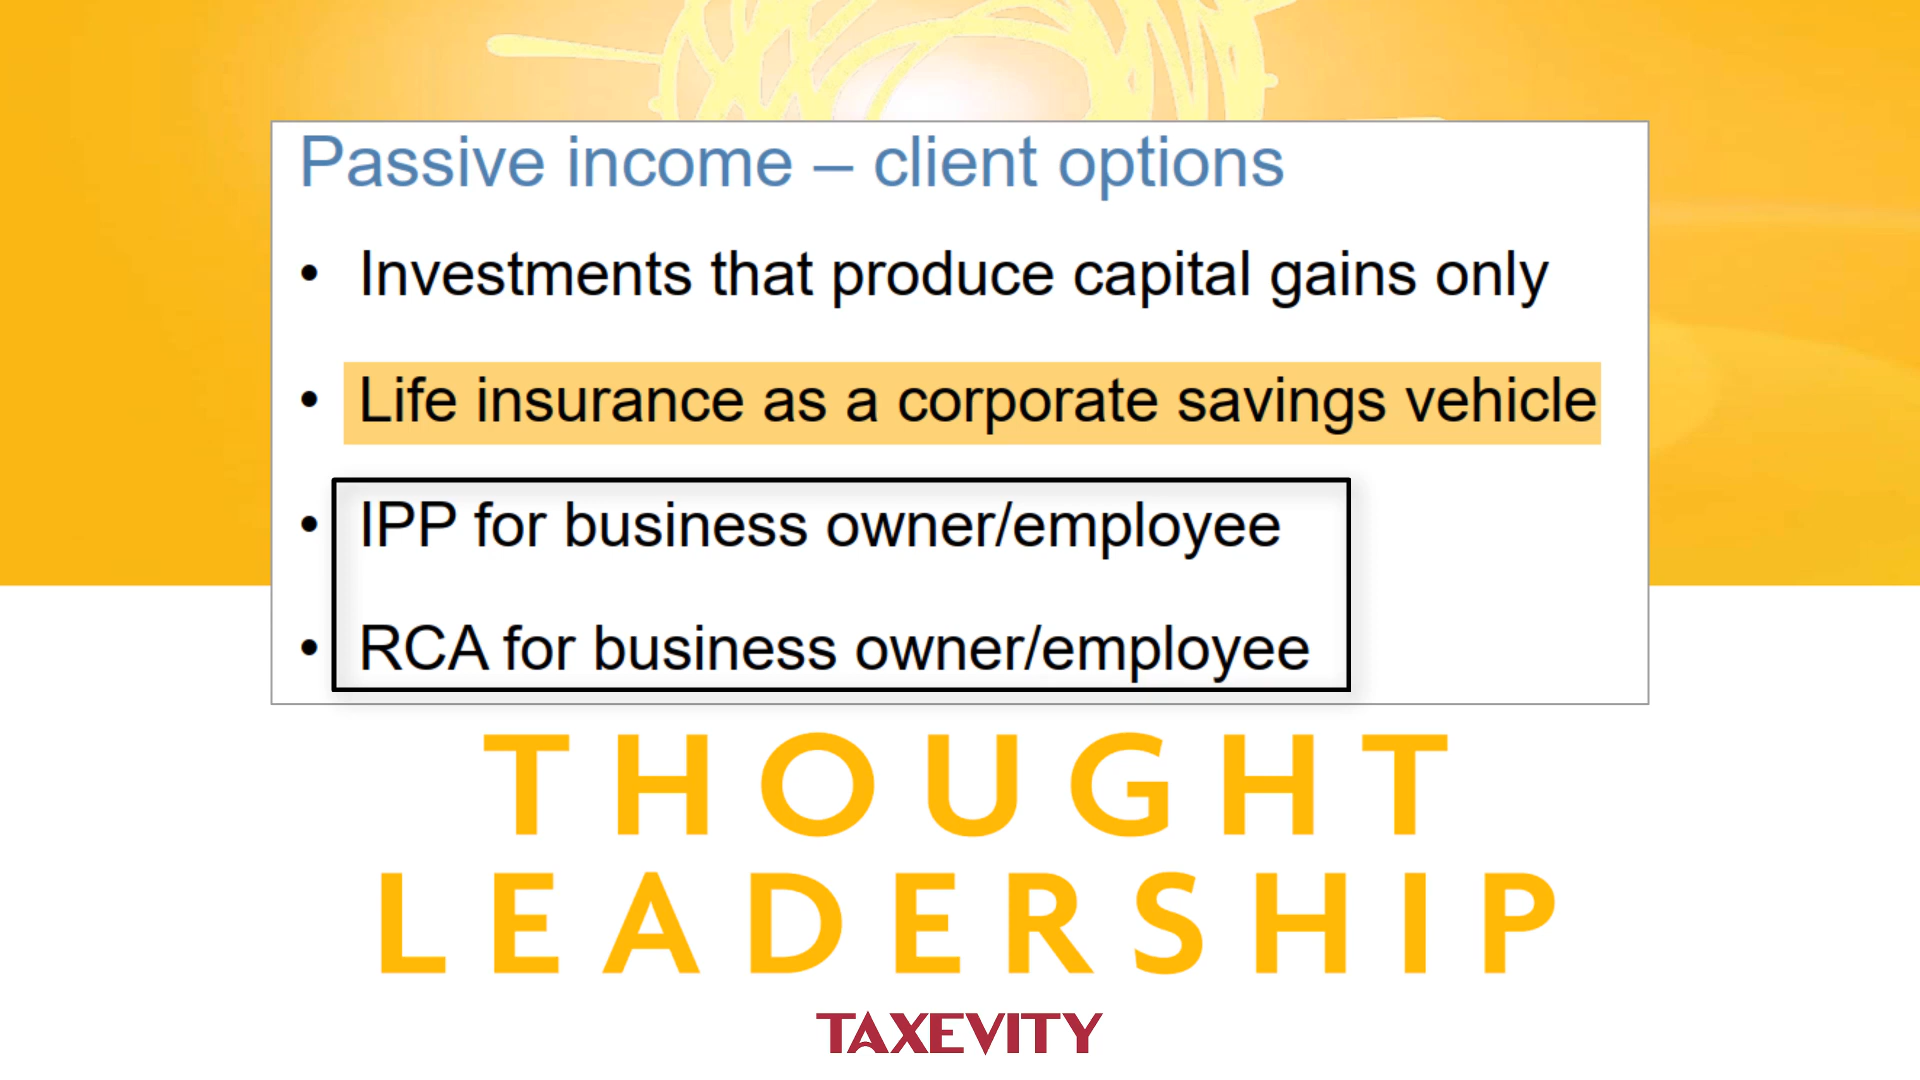 Passive income – client options
• Investments that produce capital gains only
• Life insurance as a corporate savings vehicle
• IPP for business owner/employee
• RCA for business owner/employee
THOUGHT
LEADERSHIP
TAXEVITY